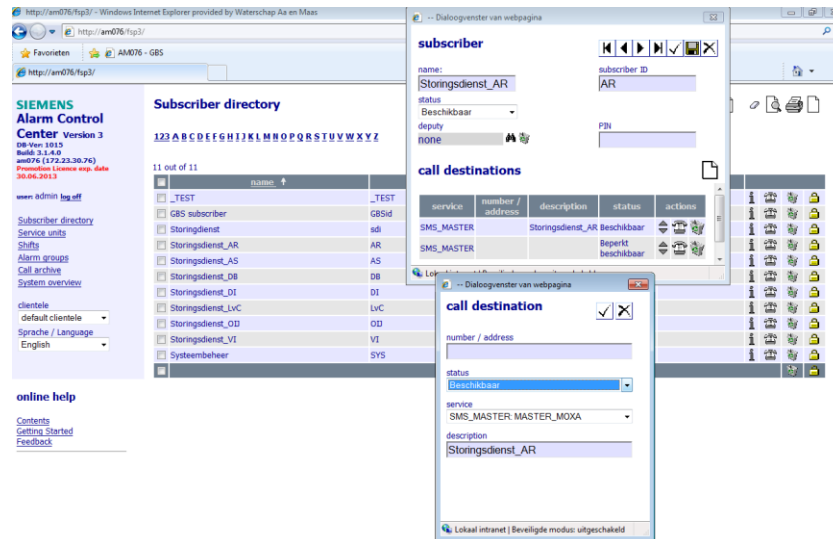 http://am076/fsp3/ - Windows Internet Explorer provided by Waterschap Aa en Maas
http://am076/fsp3/
Favorieten
AM076 - GBS
http://am076/fsp3/
SIEMENS
Alarm Control
Center Version 3
DB-Ver: 1015
Build: 3.1.4.0
am076 (172.23.30.76)
Promotion Licence exp. date
30.06.2013
user: admin log off
Subscriber directory
Service units
Shifts
Alarm groups
Call archive
System overview
clientele
default clientele
Sprache / Language
English
online help
Contents
Getting Started
Feedback
Subscriber directory
123 A B C D E F G H I J K L M N O P Q R S T U V W X Y Z
11 out of 11
name
_TEST _TEST
GBS subscriber GBSid
Storingdienst sdi
Storingsdienst_AR AR
Storingsdienst_AS AS
Storingsdienst_DB DB
Storingsdienst_DI DI
Storingsdienst_LvC LvC
Storingsdienst_OIJ OIJ
Storingsdienst_VI VI
Systeembeheer SYS
-- Dialoogvenster van webpagina
subscriber
name: subscriber ID
Storingsdienst_AR AR
status
Beschikbaar
deputy PIN
none
call destinations
service number / address description status actions
SMS_MASTER Storingsdienst_AR Beschikbaar
SMS_MASTER Beperkt beschikbaar
-- Dialoogvenster van webpagina
call destination
number / address
status
Beschikbaar
service
SMS_MASTER: MASTER_MOXA
description
Storingsdienst_AR
Lokaal intranet | Beveiligde modus: uitgeschakeld